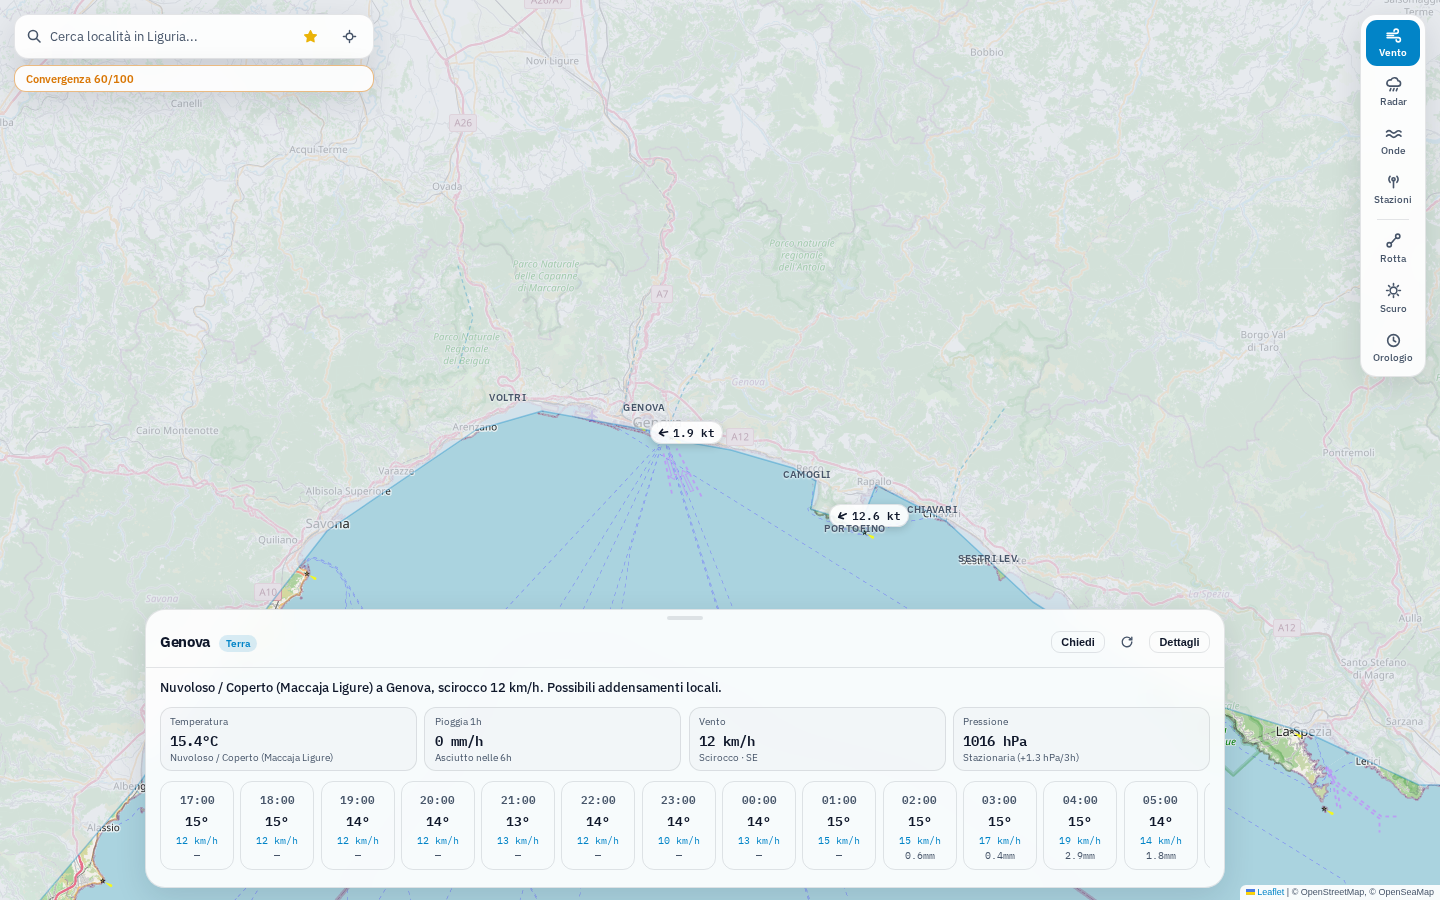 Cerca località in Liguria...
Convergenza 60/100
Vento
Radar
Onde
Stazioni
Rotta
Scuro
Orologio
A26/A7
Salsomaggiore
Terme
Novi Ligure
Bobbio
Canelli
A26
Acqui Terme
Ovada
Parco naturale
regionale
dell'Antola
Parco naturale
delle Capanne
di Marcarolo
A7
Parco Naturale
Regionale
del Beigua
Borgo Val
di Taro
Genova
VOLTRI
GENOVA
1.9 kt
A12
Arenzano
Cairo Montenotte
Pontremoli
CAMOGLI
Recco
Varazze
Rapallo
Albisola Superiore
CHIAVARI
12.6 kt
PORTOFINO
Savona
Quiliano
SESTRI LEV.
A10
Savona
La Spezia
Aulla
A12
Santo Stefano
di Magra
Sarzana
La Spezia
Lerici
Albenga
Alassio
Genova
Terra
Chiedi
Dettagli
Nuvoloso / Coperto (Maccaja Ligure) a Genova, scirocco 12 km/h. Possibili addensamenti locali.
Temperatura
15.4°C
Nuvoloso / Coperto (Maccaja Ligure)
Pioggia 1h
0 mm/h
Asciutto nelle 6h
Vento
12 km/h
Scirocco · SE
Pressione
1016 hPa
Stazionaria (+1.3 hPa/3h)
17:00 18:00 19:00 20:00 21:00 22:00 23:00 00:00 01:00 02:00 03:00 04:00 05:00
15° 15° 14° 14° 13° 14° 14° 14° 15° 15° 15° 15° 14°
12 km/h 12 km/h 12 km/h 12 km/h 13 km/h 12 km/h 10 km/h 13 km/h 15 km/h 15 km/h 17 km/h 19 km/h 14 km/h
— — — — — — — — — 0.6mm 0.4mm 2.9mm 1.8mm
Leaflet | © OpenStreetMap, © OpenSeaMap